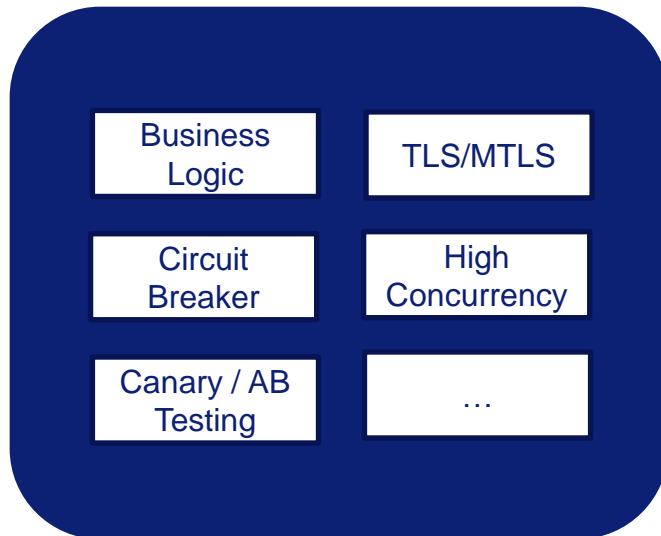 Business
Logic
TLS/MTLS
Circuit
Breaker
High
Concurrency
Canary / AB
Testing
…